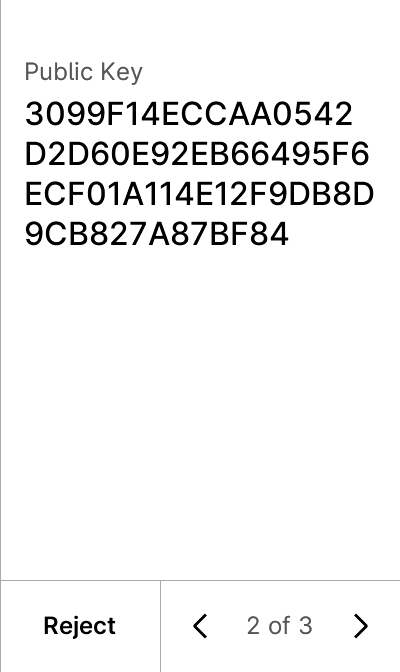 Public Key
3099F14ECCAA0542
D2D60E92EB66495F6
ECF01A114E12F9DB8D
9CB827A87BF84
Reject
2 of 3